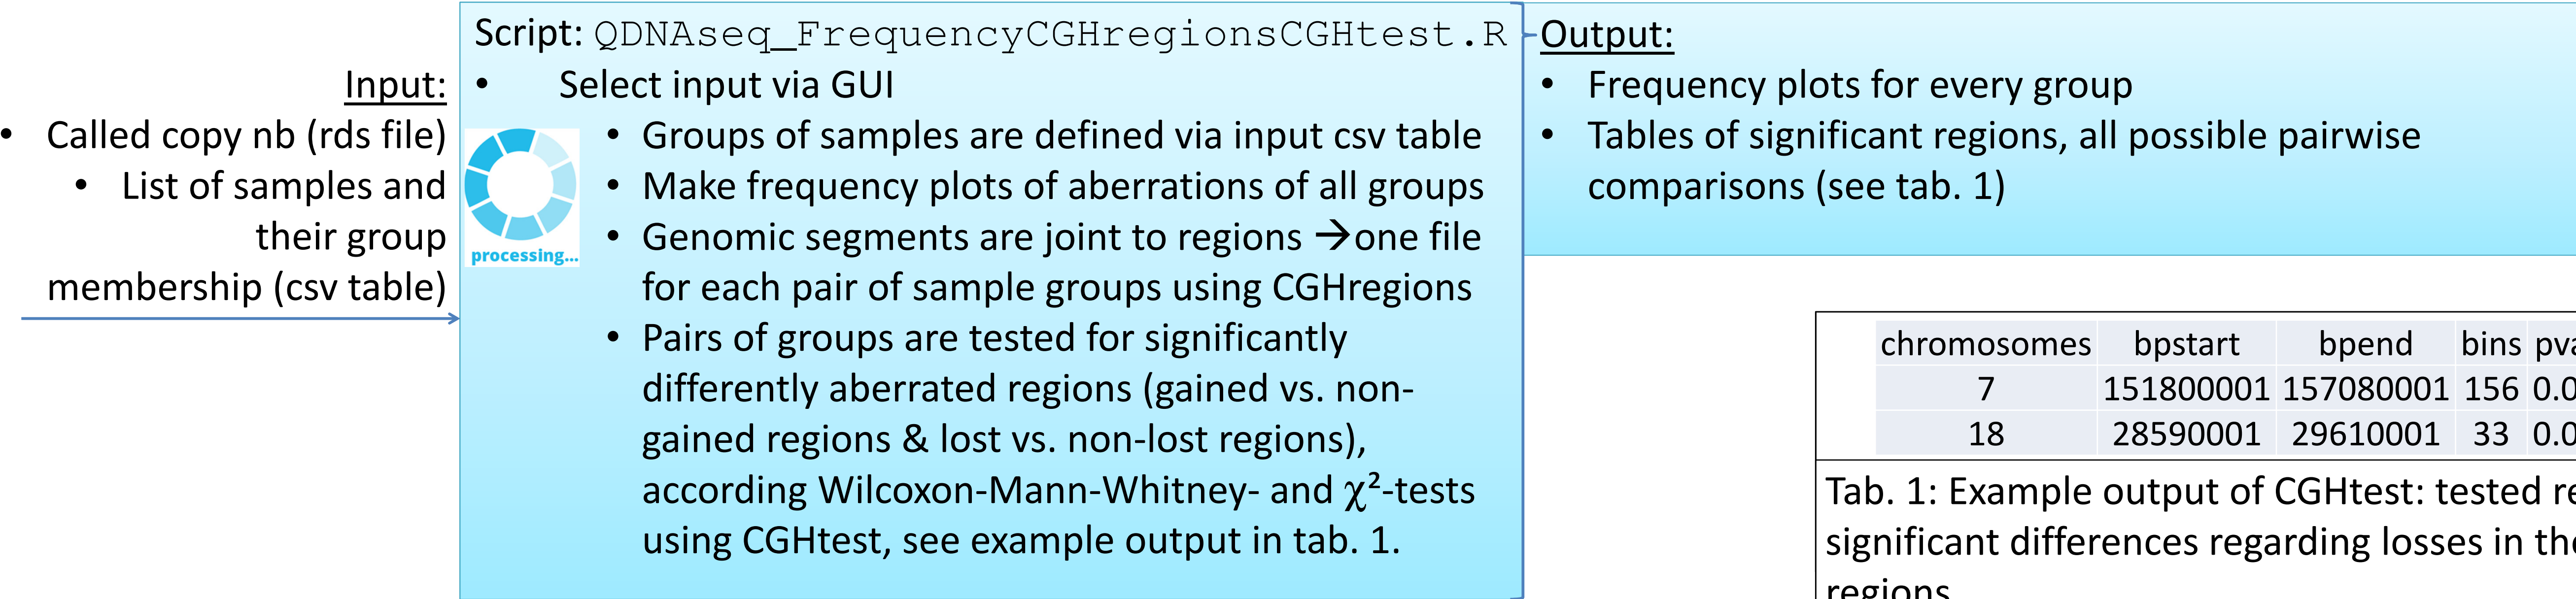 Input:
• Called copy nb (rds file)
• List of samples and
their group
membership (csv table)
Script: QDNAseq_FrequencyCGHregionsCGHtest.R
• Select input via GUI
processing...
• Groups of samples are defined via input csv table
• Make frequency plots of aberrations of all groups
• Genomic segments are joint to regions →one file
for each pair of sample groups using CGHregions
• Pairs of groups are tested for significantly
differently aberrated regions (gained vs. non-
gained regions & lost vs. non-lost regions),
according Wilcoxon-Mann-Whitney- and χ²-tests
using CGHtest, see example output in tab. 1.
Output:
• Frequency plots for every group
• Tables of significant regions, all possible pairwise
comparisons (see tab. 1)
chromosomes bpstart bpend bins
7 151800001 157080001 156
18 28590001 29610001 33
Tab. 1: Example output of CGHtest: tested
significant differences regarding losses in
regions